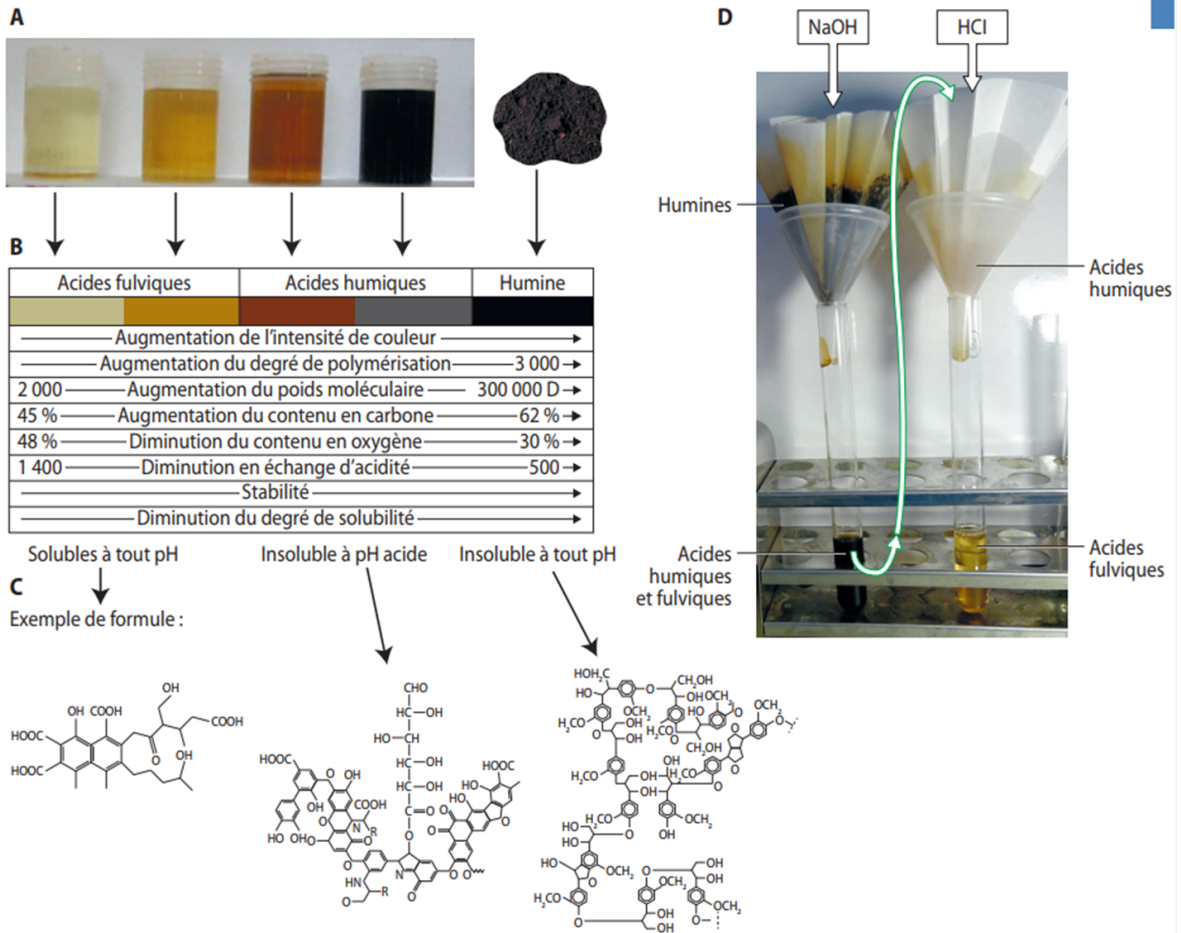 A
B
Acides fulviques
Acides humiques
Humine
Augmentation de l'intensité de couleur
Augmentation du degré de polymérisation
3 000
2 000
Augmentation du poids moléculaire
300 000 D
45 %
Augmentation du contenu en carbone
62 %
48 %
Diminution du contenu en oxygène
30 %
1 400
Diminution en échange d'acidité
500
Stabilité
Diminution du degré de solubilité
Solubles à tout pH
Insoluble à pH acide
Insoluble à tout pH
C
Exemple de formule :
OH
OH
COOH
HOOC
HOOC
COOH
O
OH
CHO
HC
OH
HO
CH
HC
OH
HC
OH
C
O
O
HOOC
HOOC
COOH
HN
R
N
HOH₂C
CH₂OH
D
NaOH
HCl
Humines
Acides
humiques
Acides
humiques
et fulviques
Acides
fulviques